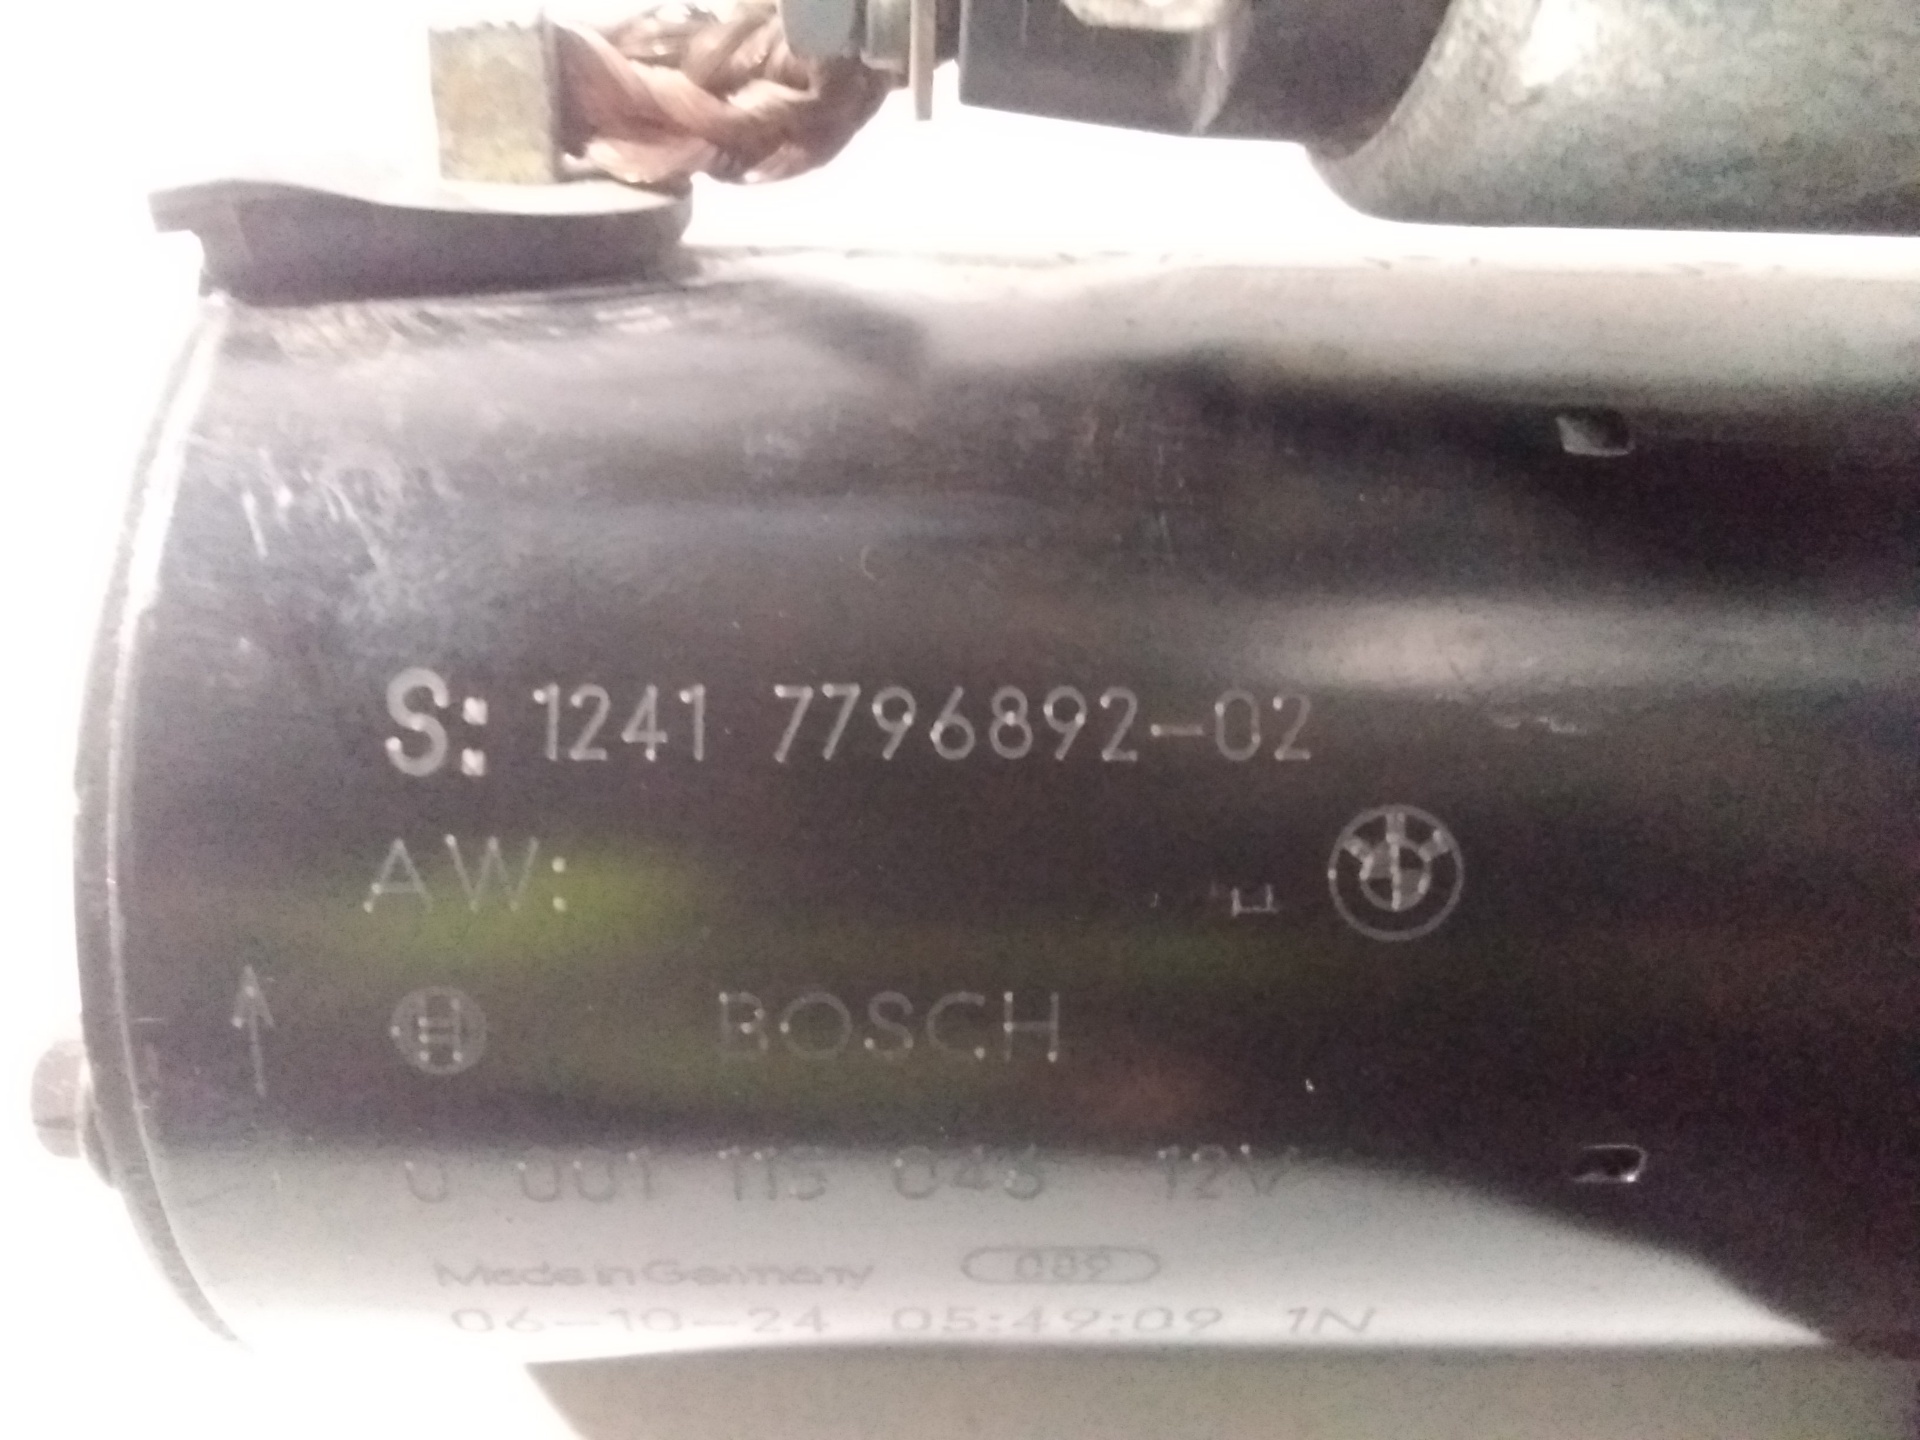 S: 1241 7796892-02
AW:
BOSCH
0 001 115 045 12V
Made in Germany 009
06-10-24 05:49:09 1N